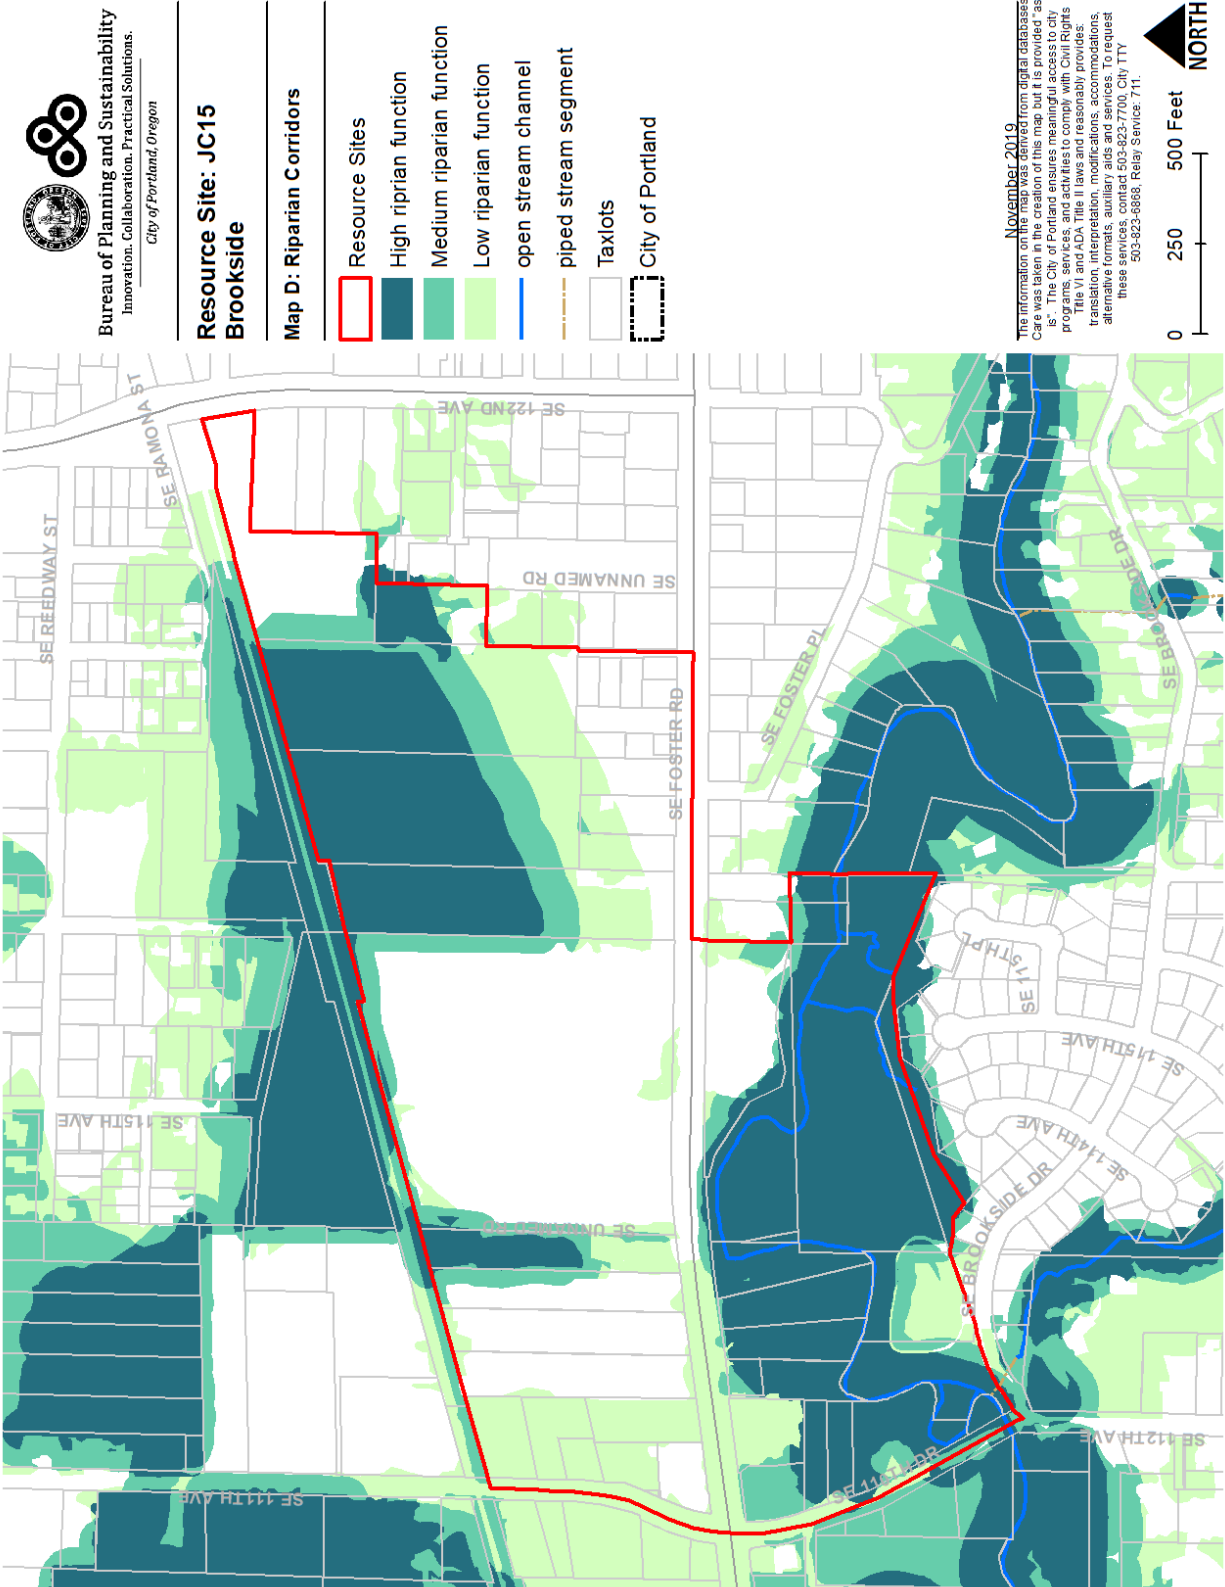 Bureau of Planning and Sustainability
Innovation. Collaboration. Practical Solutions.
City of Portland, Oregon
Resource Site: JC15
Brookside
Map D: Riparian Corridors
Resource Sites
High riprian function
Medium riparian function
Low riparian function
open stream channel
piped stream segment
Taxlots
City of Portland
November 2019
The information on the map was derived from digital databases
Care was taken in the creation of this map but it is provided "as
is". The City of Portland ensures meaningful access to city
programs, services, and activities to comply with Civil Rights
Title VI and ADA Title II laws and reasonably provides:
translation, interpretation, modifications, accommodations,
alternative formats, auxiliary aids and services. To request
these services, contact 503-823-7700, City TTY
503-823-6868, Relay Service: 711.
0 250 500 Feet
NORTH
SE REEDWAY ST
SE RAMONA ST
SE 122ND AVE
SE UNNAMED RD
SE FOSTER RD
SE FOSTER PL
SE BROOKSIDE DR
SE 115TH AVE
SE UNNAMED RD
SE 115TH PL
SE 115TH AVE
SE 114TH AVE
SE BROOKSIDE DR
SE 111TH AVE
SE 112TH AVE